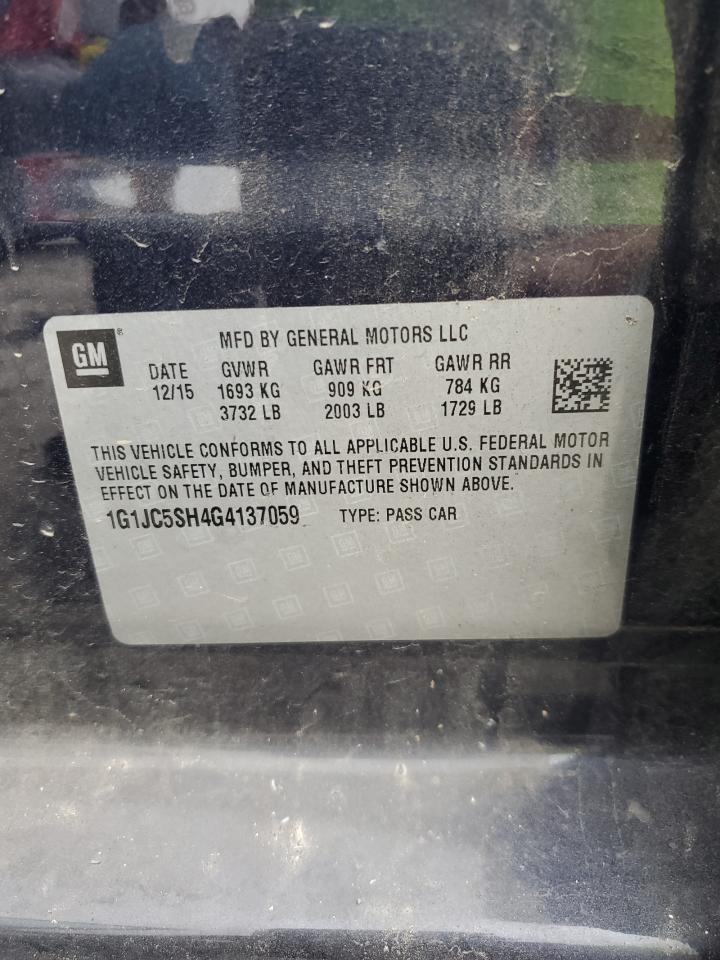 GM ®
MFD BY GENERAL MOTORS LLC
DATE GVWR GAWR FRT GAWR RR
12/15 1693 KG 909 KG 784 KG
3732 LB 2003 LB 1729 LB
THIS VEHICLE CONFORMS TO ALL APPLICABLE U.S. FEDERAL MOTOR
VEHICLE SAFETY, BUMPER, AND THEFT PREVENTION STANDARDS IN
EFFECT ON THE DATE OF MANUFACTURE SHOWN ABOVE.
1G1JC5SH4G4137059 TYPE: PASS CAR